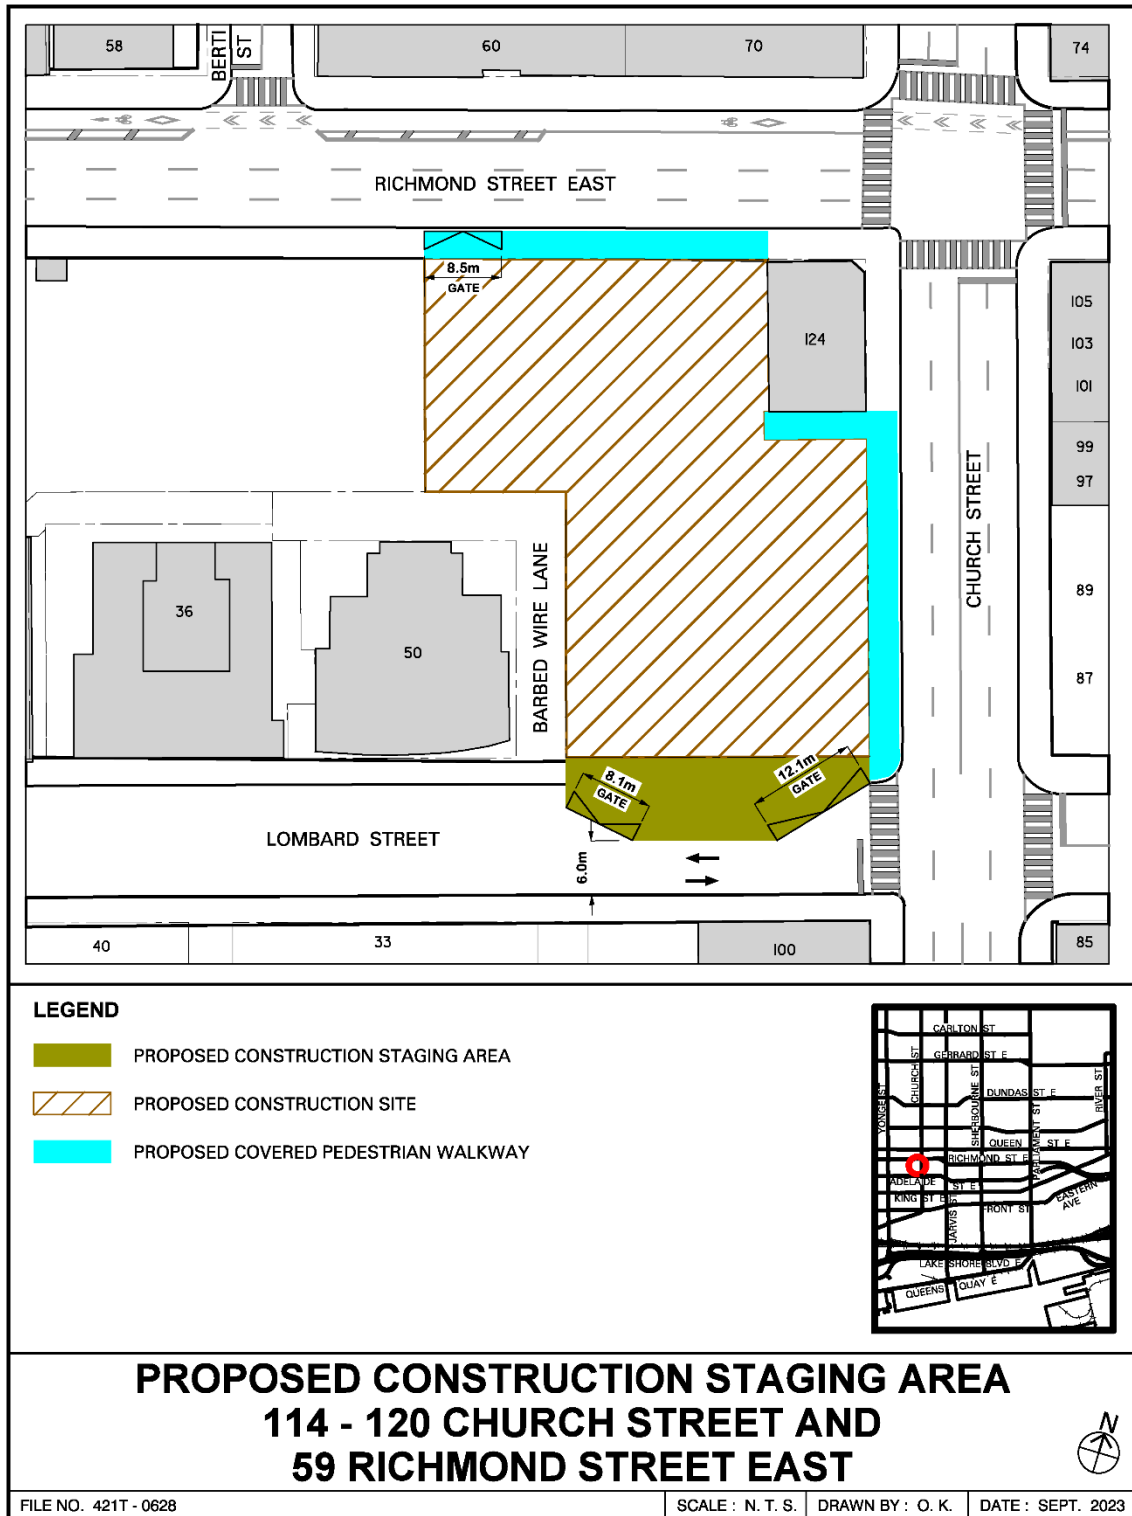 58
BERTI
ST
60
70
74
RICHMOND STREET EAST
8.5m
GATE
124
105
103
101
99
97
CHURCH STREET
89
87
36
50
BARBED WIRE LANE
8.1m
GATE
12.1m
GATE
LOMBARD STREET
6.0m
40
33
100
85
LEGEND
PROPOSED CONSTRUCTION STAGING AREA
PROPOSED CONSTRUCTION SITE
PROPOSED COVERED PEDESTRIAN WALKWAY
CARLTON ST
GERRARD ST E
DUNDAS ST E
QUEEN ST E
RICHMOND ST E
ADELAIDE ST E
KING ST E
FRONT ST
EASTERN AVE
LAKE SHORE BLVD E
QUEENS QUAY E
YONGE ST
CHURCH ST
JARVIS ST
SHERBOURNE ST
PARLIAMENT ST
RIVER ST
PROPOSED CONSTRUCTION STAGING AREA
114 - 120 CHURCH STREET AND
59 RICHMOND STREET EAST
N
FILE NO. 421T - 0628
SCALE : N. T. S.
DRAWN BY : O. K.
DATE : SEPT. 2023